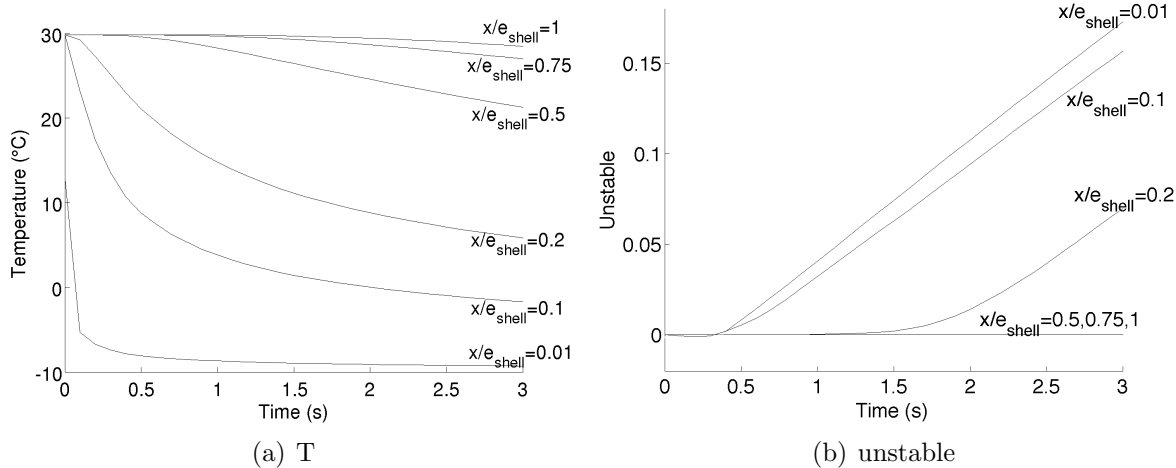 30
20
10
0
-10
0
0.5
1
1.5
2
2.5
3
Temperature (°C)
Time (s)
x/e_shell=1
x/e_shell=0.75
x/e_shell=0.5
x/e_shell=0.2
x/e_shell=0.1
x/e_shell=0.01
(a) T
0.15
0.1
0.05
0
0
0.5
1
1.5
2
2.5
3
Unstable
Time (s)
x/e_shell=0.01
x/e_shell=0.1
x/e_shell=0.2
x/e_shell=0.5,0.75,1
(b) unstable